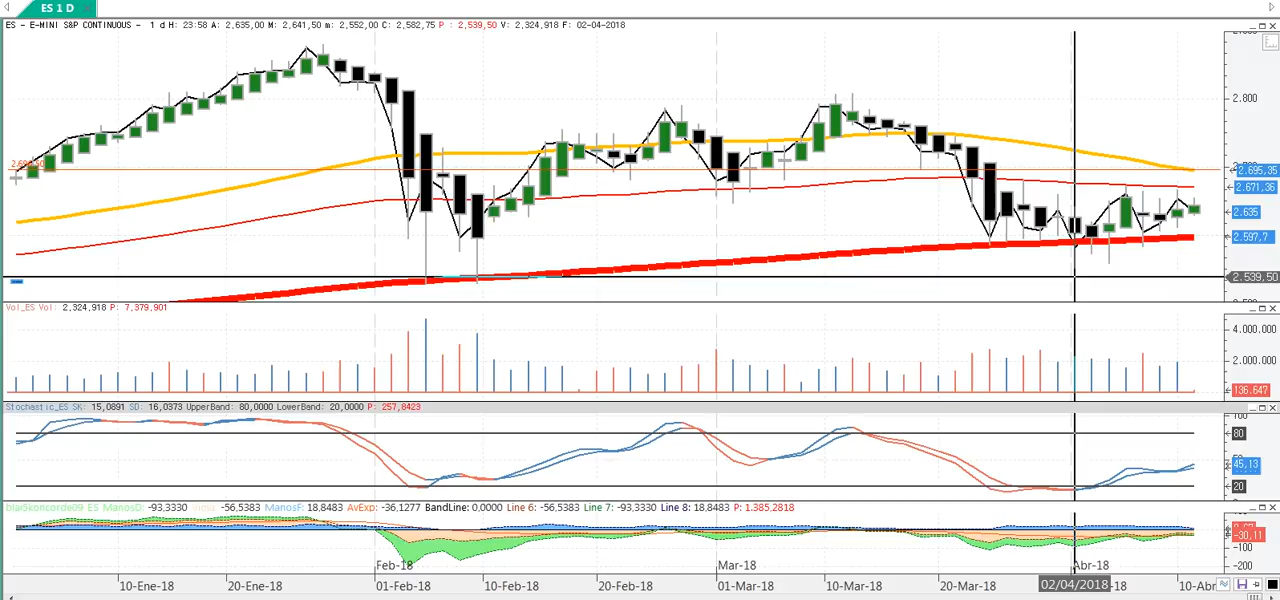 ES 1 D
ES - E-MINI S&P CONTINUOUS - 1 d H: 23:58 A: 2,635,00 M: 2,641,50 m: 2,552,00 C: 2,582,75 P : 2,539,50 V: 2,324,918 F: 02-04-2018
2.800
2.695,35
2.671,36
2.635
2.597,7
2.539,50
Vol_ES Vol: 2,324,918 P: 7,379,901
4.000.000
2.000.000
136.647
Stochastic_ES SK: 15,0891 SD: 16,0373 UpperBand: 80,0000 LowerBand: 20,0000 P: 257,8423
100
80
45,13
20
blai5koncorde09 ES ManosD: -93,3330 -56,5383 ManosF: 18,8483 AvExp: -36,1277 BandLine: 0,0000 Line 6: -56,5383 Line 7: -93,3330 Line 8: 18,8483 P: 1.385,2818
-30,11
-100
-200
Feb-18 Mar-18 Abr-18
10-Ene-18 20-Ene-18 01-Feb-18 10-Feb-18 20-Feb-18 01-Mar-18 10-Mar-18 20-Mar-18 02/04/2018 -18 10-Abr